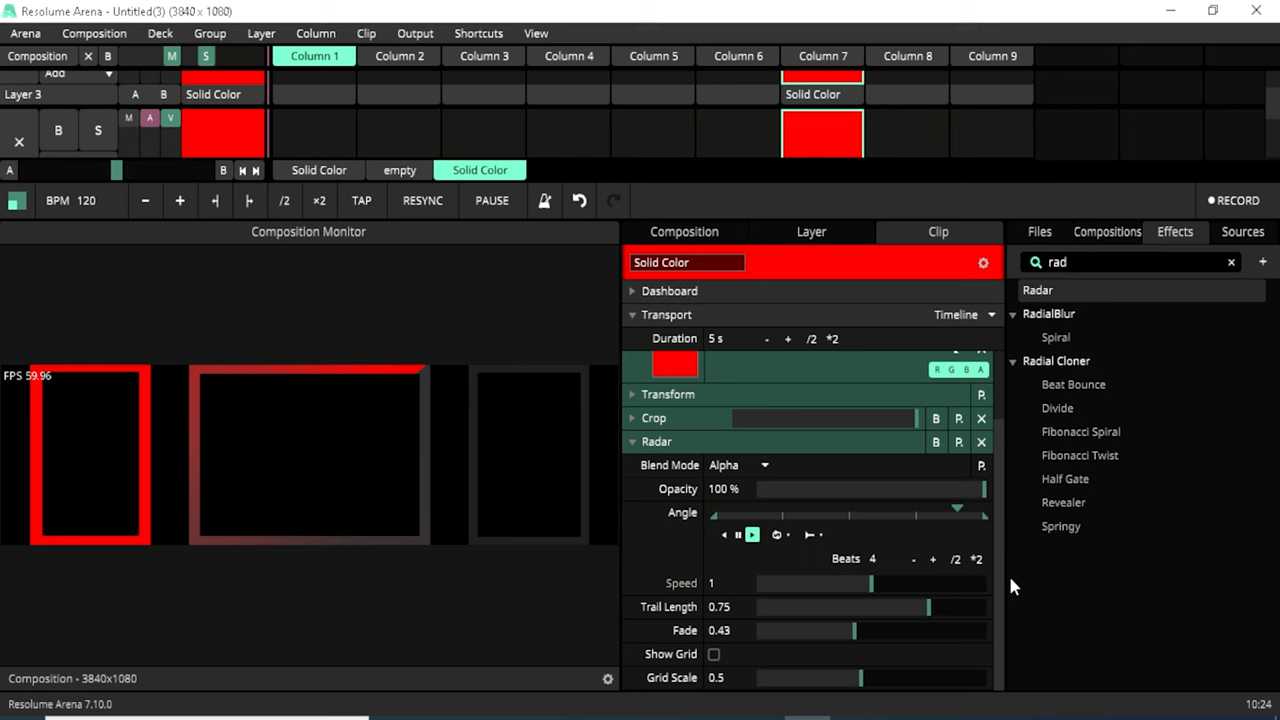 Resolume Arena - Untitled(3) (3840 x 1080)
Arena Composition Deck Group Layer Column Clip Output Shortcuts View
Composition × B M S Column 1 Column 2 Column 3 Column 4 Column 5 Column 6 Column 7 Column 8 Column 9
Add
Layer 3 A B Solid Color Solid Color
× B S M A V
A B Solid Color empty Solid Color
BPM 120 - + /2 ×2 TAP RESYNC PAUSE RECORD
Composition Monitor Composition Layer Clip Files Compositions Effects Sources
Solid Color rad × +
Dashboard Radar
Transport Timeline RadialBlur
Duration 5 s - + /2 *2 Spiral
R G B A Radial Cloner
FPS 59.96 Beat Bounce
Transform P. Divide
Crop B P. × Fibonacci Spiral
Radar B P. × Fibonacci Twist
Blend Mode Alpha P. Half Gate
Opacity 100 % Revealer
Angle Springy
Beats 4 - + /2 *2
Speed 1
Trail Length 0.75
Fade 0.43
Show Grid
Grid Scale 0.5
Composition - 3840x1080
Resolume Arena 7.10.0 10:24